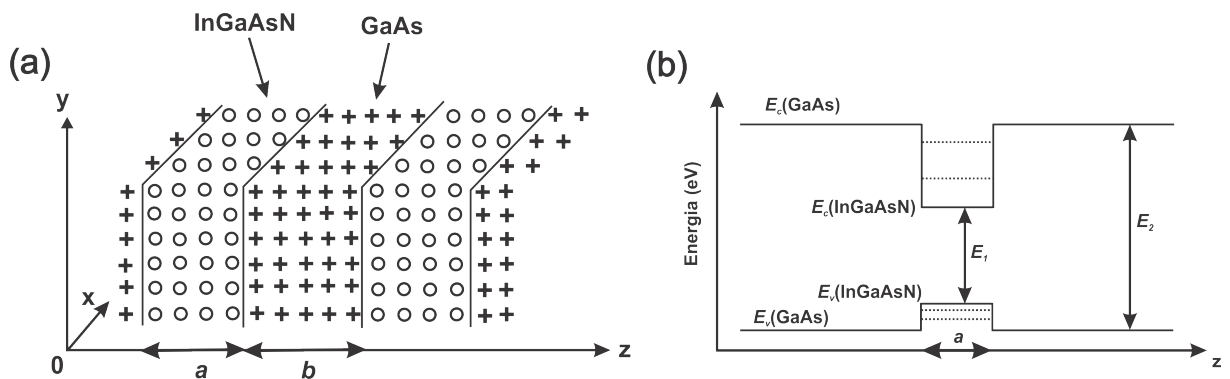 (a)
InGaAsN
GaAs
y
x
0
a
b
z
(b)
Energia (eV)
Ec(GaAs)
Ec(InGaAsN)
E1
E2
Ev(InGaAsN)
Ev(GaAs)
a
z